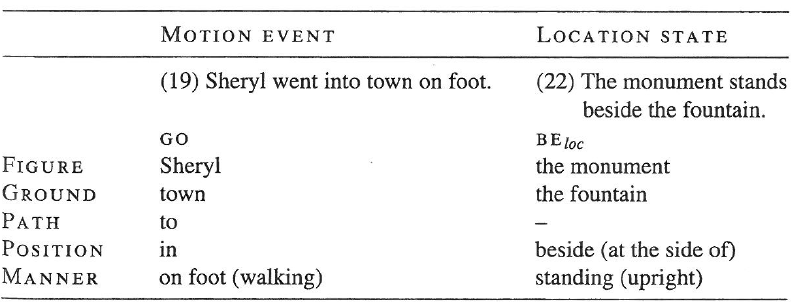 MOTION EVENT LOCATION STATE
(19) Sheryl went into town on foot. (22) The monument stands
beside the fountain.
GO BE loc
FIGURE Sheryl the monument
GROUND town the fountain
PATH to –
POSITION in beside (at the side of)
MANNER on foot (walking) standing (upright)